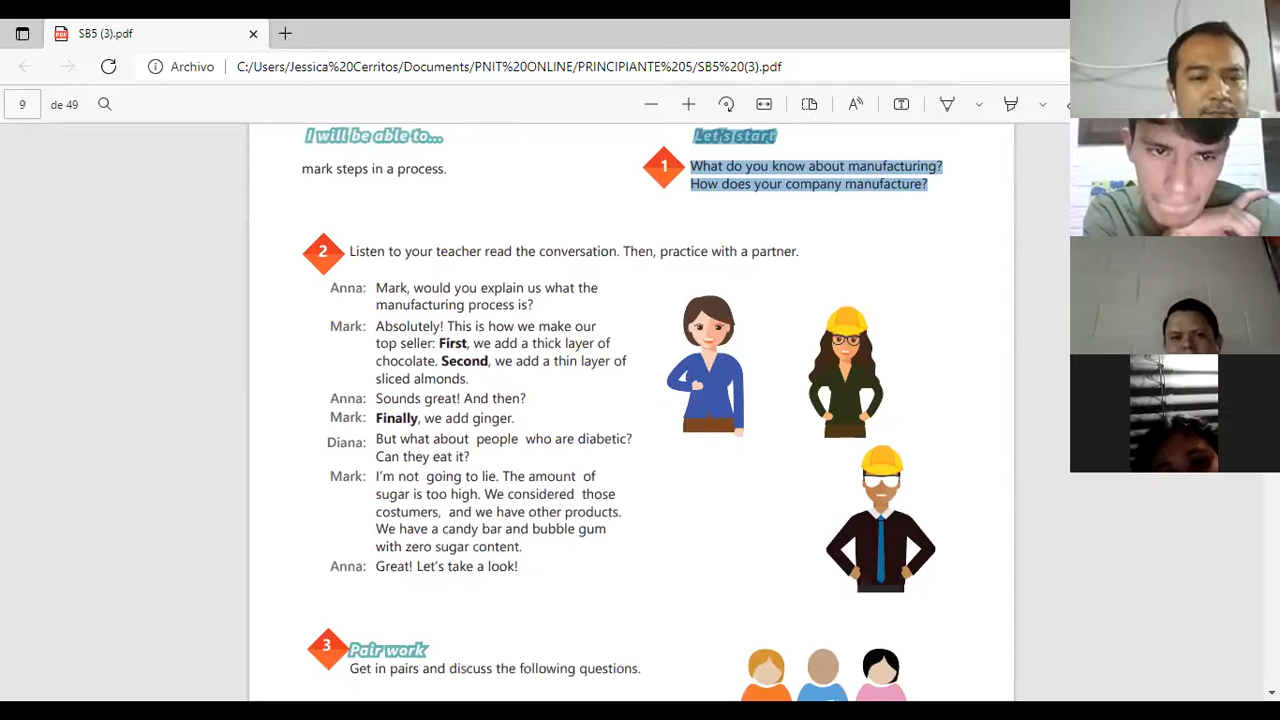 SB5 (3).pdf
Archivo
C:/Users/Jessica%20Cerritos/Documents/PNIT%20ONLINE/PRINCIPIANTE%205/SB5%20(3).pdf
9
de 49
I will be able to...
mark steps in a process.
Let's start
1
What do you know about manufacturing?
How does your company manufacture?
2
Listen to your teacher read the conversation. Then, practice with a partner.
Anna: Mark, would you explain us what the
manufacturing process is?
Mark: Absolutely! This is how we make our
top seller: First, we add a thick layer of
chocolate. Second, we add a thin layer of
sliced almonds.
Anna: Sounds great! And then?
Mark: Finally, we add ginger.
Diana: But what about people who are diabetic?
Can they eat it?
Mark: I'm not going to lie. The amount of
sugar is too high. We considered those
costumers, and we have other products.
We have a candy bar and bubble gum
with zero sugar content.
Anna: Great! Let's take a look!
3
Pair work
Get in pairs and discuss the following questions.